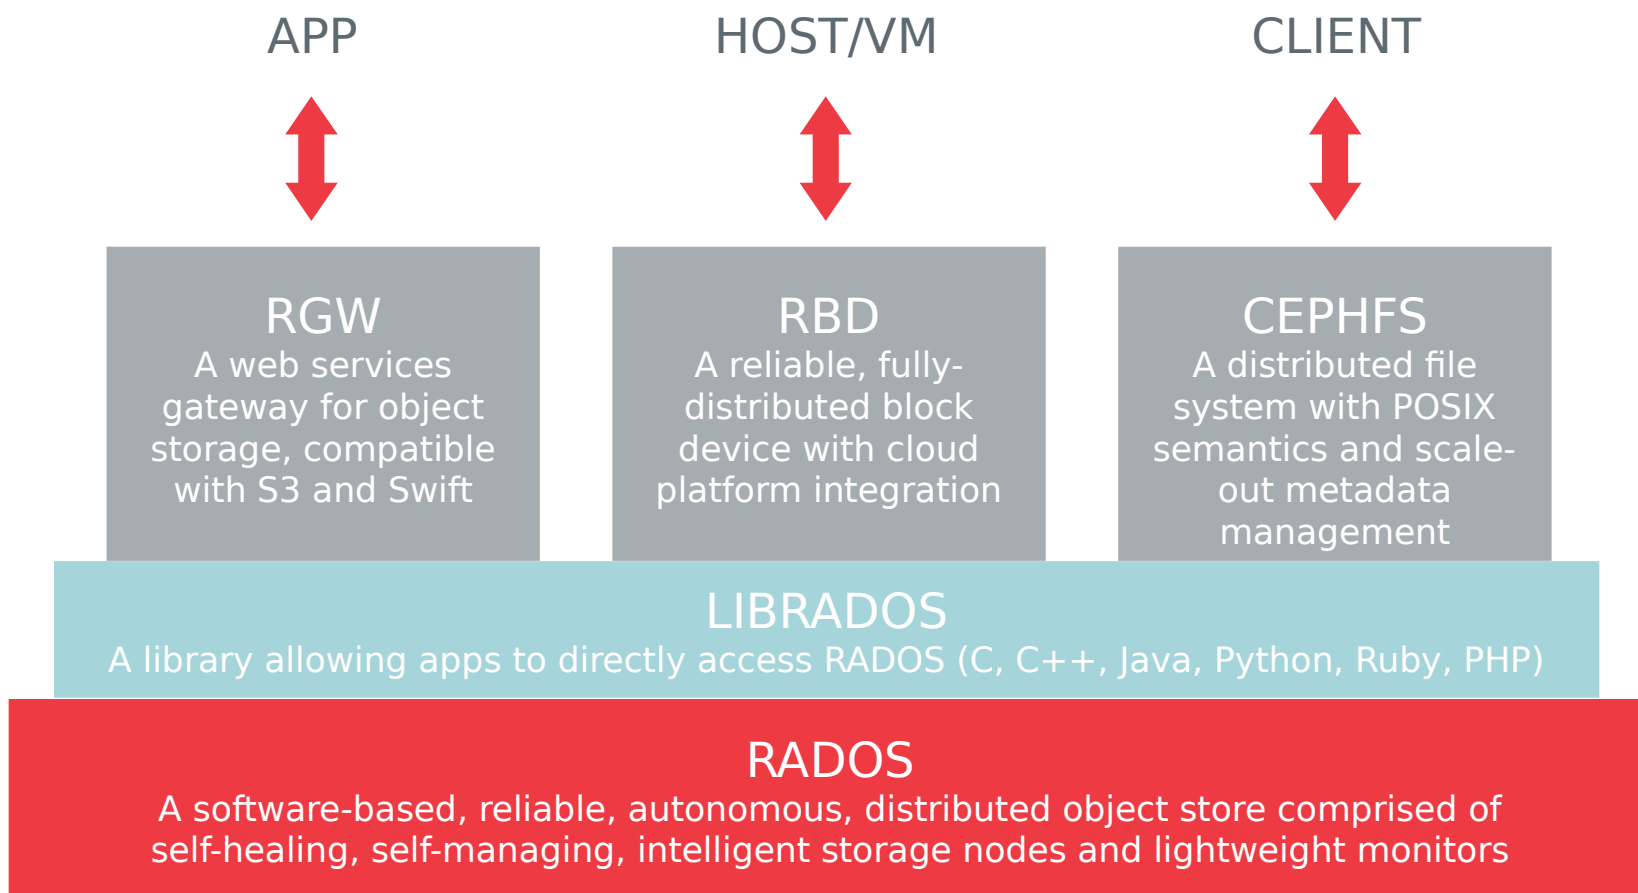 APP
HOST/VM
CLIENT
RGW
A web services
gateway for object
storage, compatible
with S3 and Swift
RBD
A reliable, fully-
distributed block
device with cloud
platform integration
CEPHFS
A distributed file
system with POSIX
semantics and scale-
out metadata
management
LIBRADOS
A library allowing apps to directly access RADOS (C, C++, Java, Python, Ruby, PHP)
RADOS
A software-based, reliable, autonomous, distributed object store comprised of
self-healing, self-managing, intelligent storage nodes and lightweight monitors